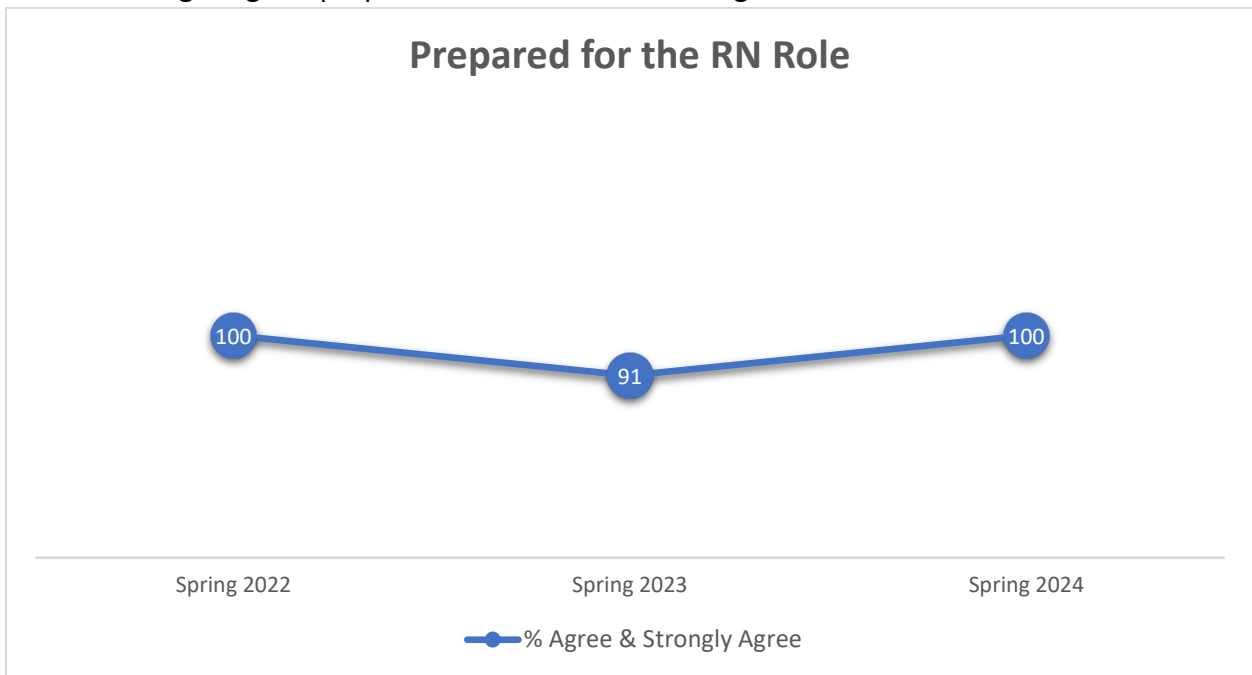 Prepared for the RN Role
100
91
100
Spring 2022
Spring 2023
Spring 2024
% Agree & Strongly Agree